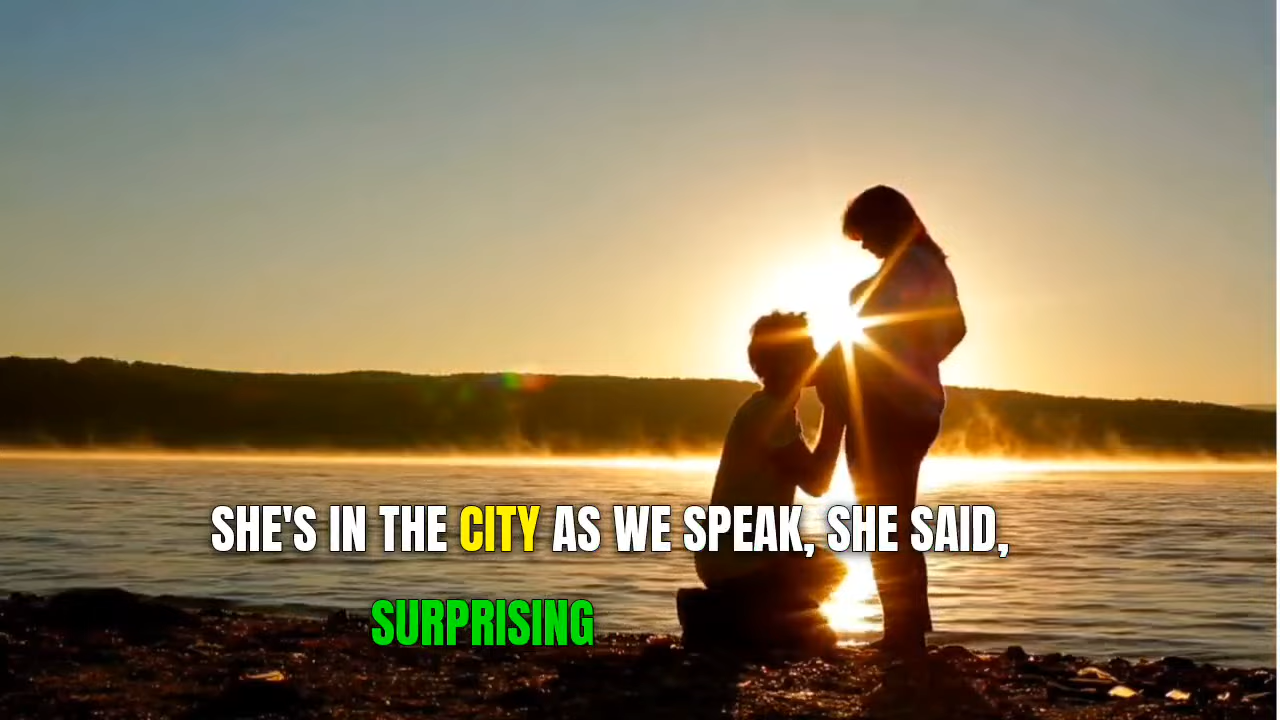 SHE'S IN THE CITY AS WE SPEAK, SHE SAID,
SURPRISING